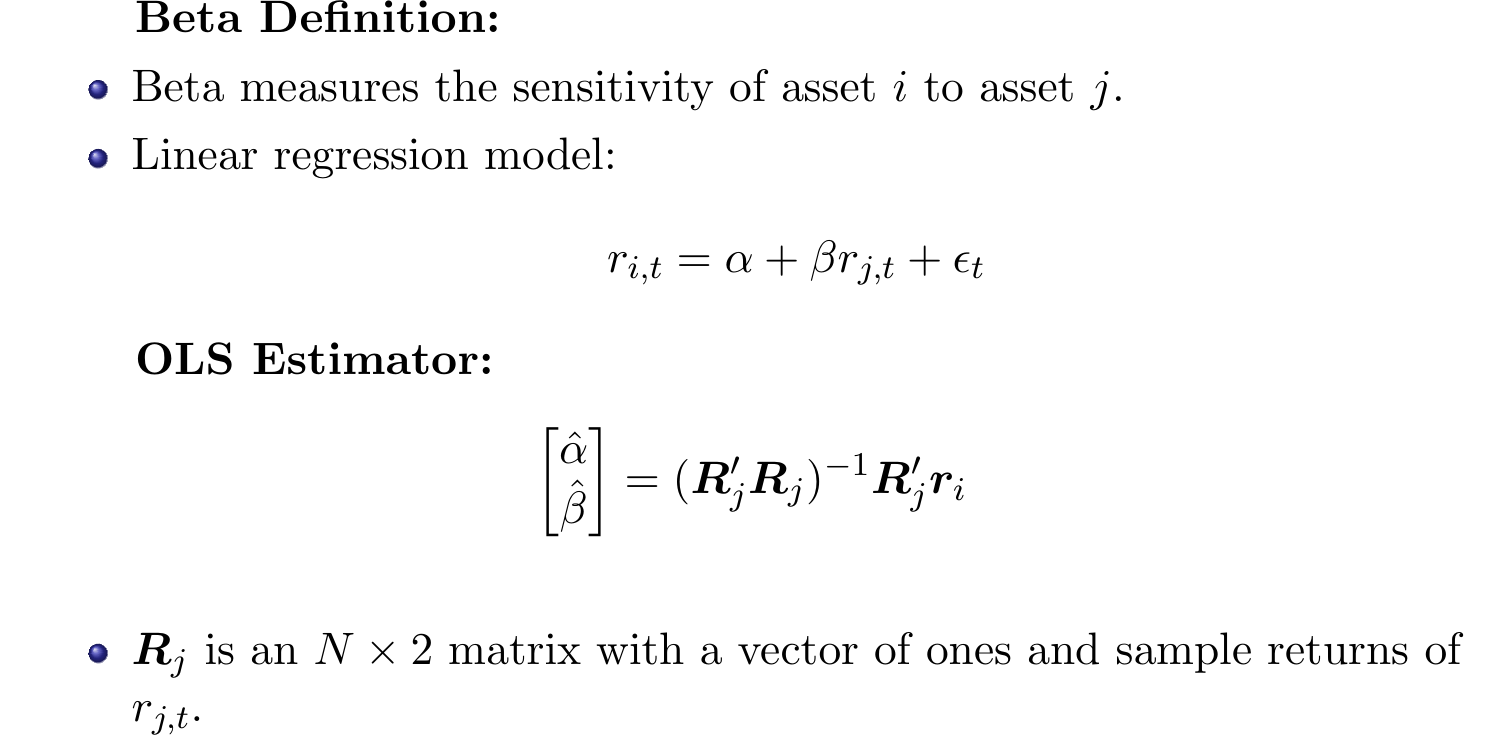 Beta Definition:
Beta measures the sensitivity of asset i to asset j.
Linear regression model:
r_{i,t} = α + βr_{j,t} + ϵ_t
OLS Estimator:
[α̂ β̂] = (R′_j R_j)^{−1} R′_j r_i
R_j is an N × 2 matrix with a vector of ones and sample returns of
r_{j,t}.